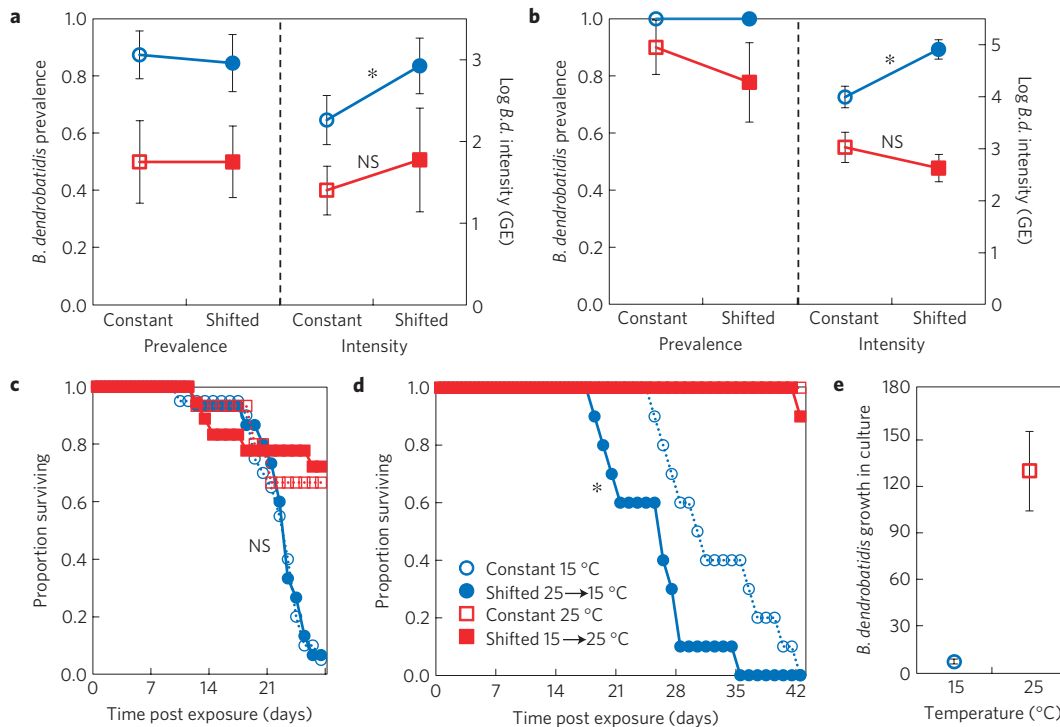 a
1.0
0.8
0.6
0.4
0.2
0.0
B. dendrobatidis prevalence
*
NS
3
2
1
0
Log B.d. intensity (GE)
Constant Shifted Constant Shifted
Prevalence Intensity
b
1.0
0.8
0.6
0.4
0.2
0.0
B. dendrobatidis prevalence
*
NS
5
4
3
2
1
0
Log B.d. intensity (GE)
Constant Shifted Constant Shifted
Prevalence Intensity
c
1.0
0.8
0.6
0.4
0.2
0.0
Proportion surviving
NS
0 7 14 21
Time post exposure (days)
d
1.0
0.8
0.6
0.4
0.2
0.0
Proportion surviving
*
Constant 15 °C
Shifted 25→15 °C
Constant 25 °C
Shifted 15→25 °C
0 7 14 21 28 35 42
Time post exposure (days)
e
180
150
120
90
60
30
0
B. dendrobatidis growth in culture
15 25
Temperature (°C)